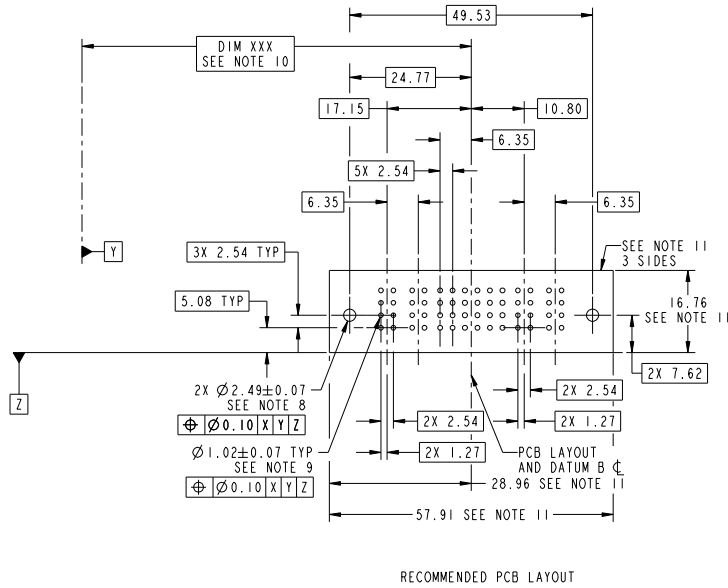 49.53
DIM XXX
SEE NOTE 10
24.77
17.15
10.80
6.35
5X 2.54
6.35
6.35
Y
3X 2.54 TYP
SEE NOTE 11
3 SIDES
5.08 TYP
16.76
SEE NOTE 11
2X 7.62
Z
2X Ø2.49±0.07
SEE NOTE 8
⌖ Ø0.10 X Y Z
2X 2.54
2X 2.54
2X 1.27
Ø1.02±0.07 TYP
SEE NOTE 9
⌖ Ø0.10 X Y Z
2X 1.27
PCB LAYOUT
AND DATUM B ℄
28.96 SEE NOTE 11
57.91 SEE NOTE 11
RECOMMENDED PCB LAYOUT